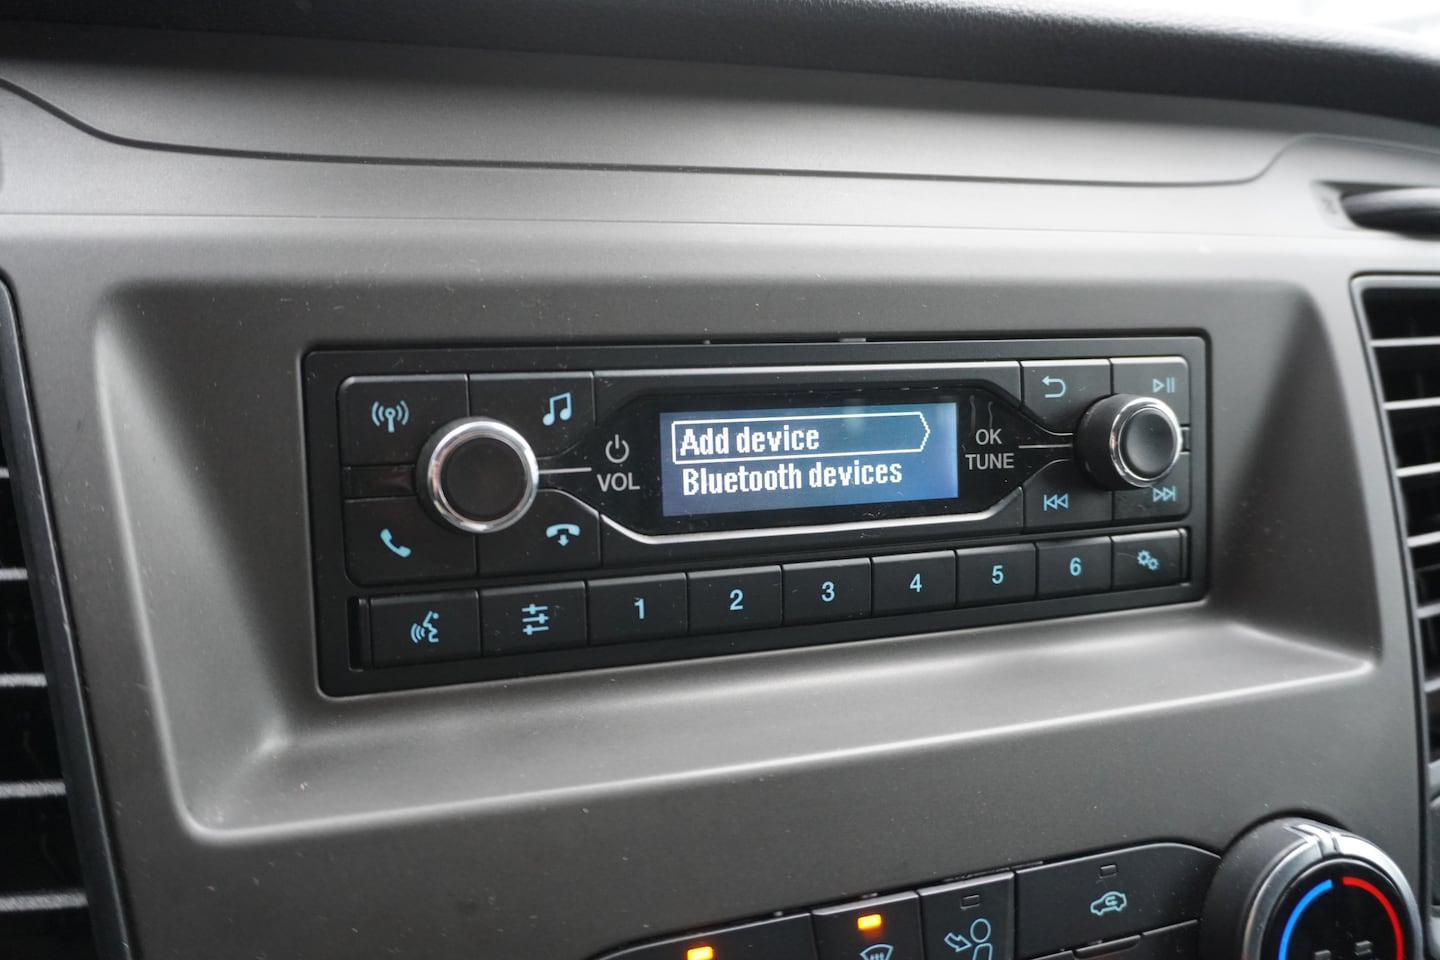 Add device
Bluetooth devices
VOL
OK
TUNE
1 2 3 4 5 6